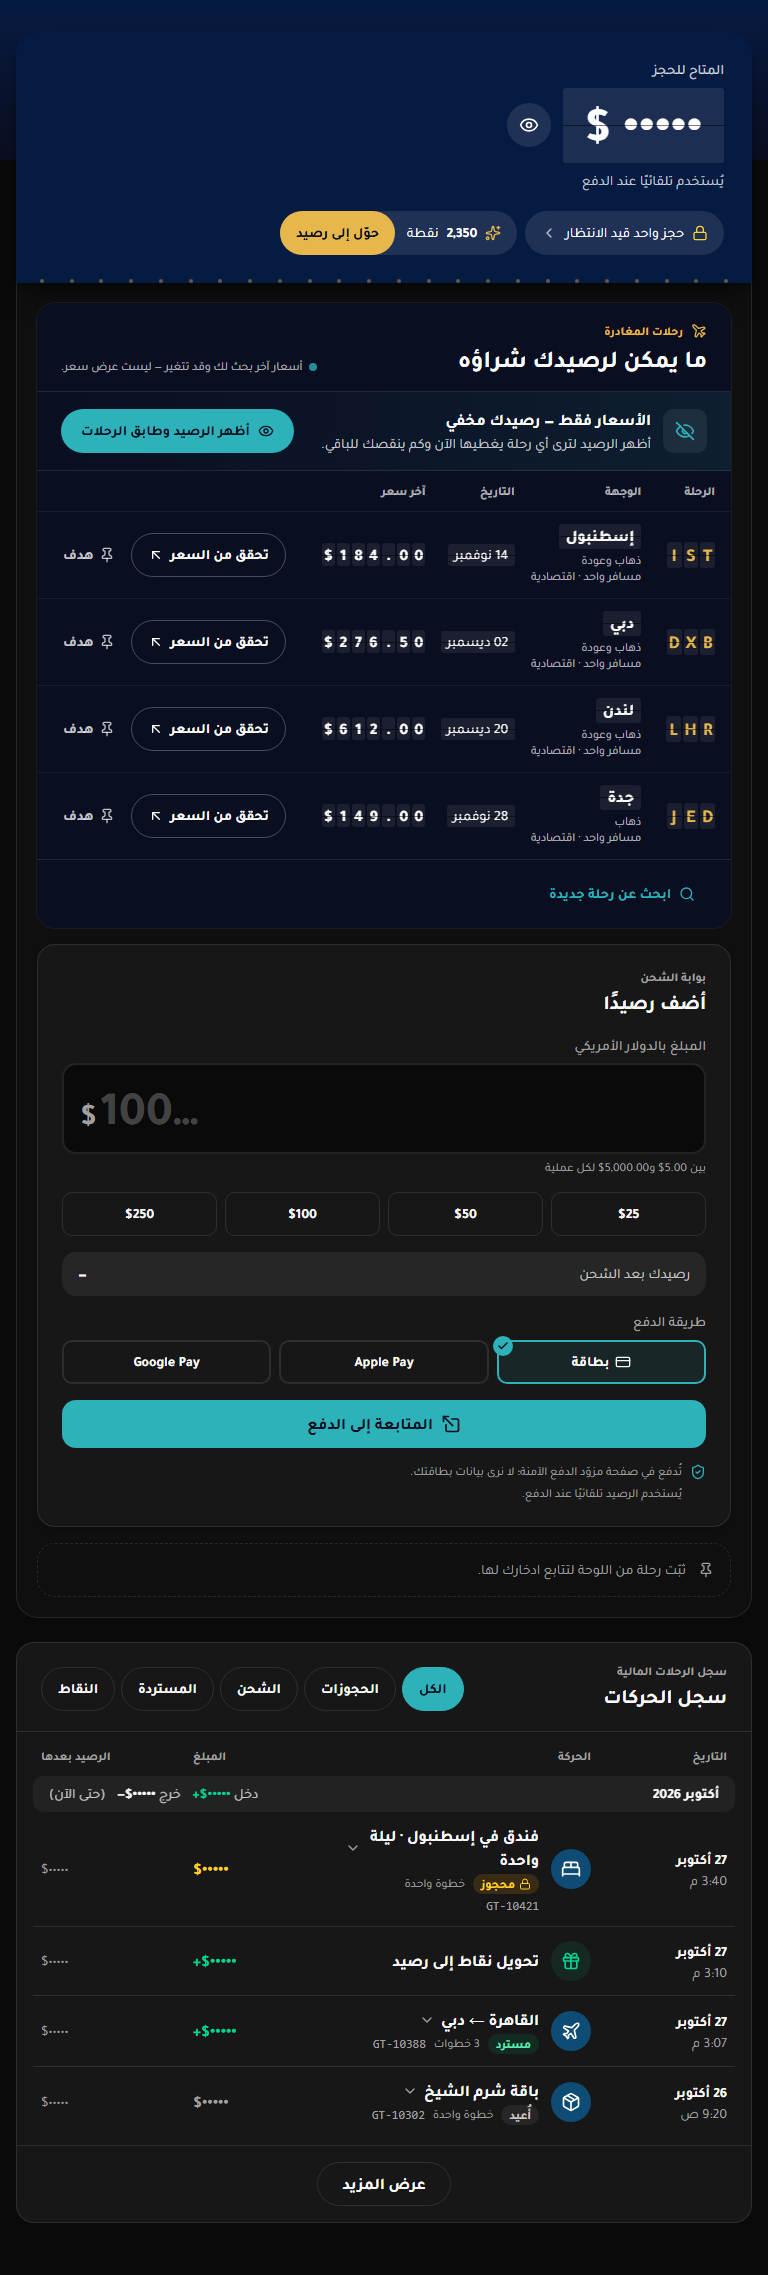 المتاح للحجز
$ •••••
يُستخدم تلقائيًا عند الدفع
حجز واحد قيد الانتظار
2,350 نقطة
حوّل إلى رصيد
رحلات المغادرة
ما يمكن لرصيدك شراؤه
أسعار آخر بحث لك وقد تتغير — ليست عرض سعر.
الأسعار فقط — رصيدك مخفي
أظهر الرصيد لترى أي رحلة يغطيها الآن وكم ينقصك للباقي.
أظهر الرصيد وطابق الرحلات
الرحلة الوجهة التاريخ آخر سعر
IST إسطنبول 14 نوفمبر $184.00 تحقق من السعر هدف
ذهاب وعودة
مسافر واحد · اقتصادية
DXB دبي 02 ديسمبر $276.50 تحقق من السعر هدف
ذهاب وعودة
مسافر واحد · اقتصادية
LHR لندن 20 ديسمبر $612.00 تحقق من السعر هدف
ذهاب وعودة
مسافر واحد · اقتصادية
JED جدة 28 نوفمبر $149.00 تحقق من السعر هدف
ذهاب
مسافر واحد · اقتصادية
ابحث عن رحلة جديدة
بوابة الشحن
أضف رصيدًا
المبلغ بالدولار الأمريكي
$ 100...
بين $5.00 و$5,000.00 لكل عملية
$25 $50 $100 $250
رصيدك بعد الشحن –
طريقة الدفع
بطاقة Apple Pay Google Pay
المتابعة إلى الدفع
تُدفع في صفحة مزوّد الدفع الآمنة؛ لا نرى بيانات بطاقتك.
يُستخدم الرصيد تلقائيًا عند الدفع.
ثبّت رحلة من اللوحة لتتابع ادخارك لها.
سجل الرحلات المالية
سجل الحركات
الكل الحجوزات الشحن المستردة النقاط
التاريخ الحركة المبلغ الرصيد بعدها
أكتوبر 2026 دخل +$••••• خرج –$••••• (حتى الآن)
27 أكتوبر
3:40 م
فندق في إسطنبول · ليلة واحدة
محجوز خطوة واحدة
GT-10421
$•••••
$•••••
27 أكتوبر
3:10 م
تحويل نقاط إلى رصيد
+$•••••
$•••••
27 أكتوبر
3:07 م
القاهرة ← دبي
مسترد 3 خطوات GT-10388
+$•••••
$•••••
26 أكتوبر
9:20 ص
باقة شرم الشيخ
أُعيد خطوة واحدة GT-10302
$•••••
$•••••
عرض المزيد